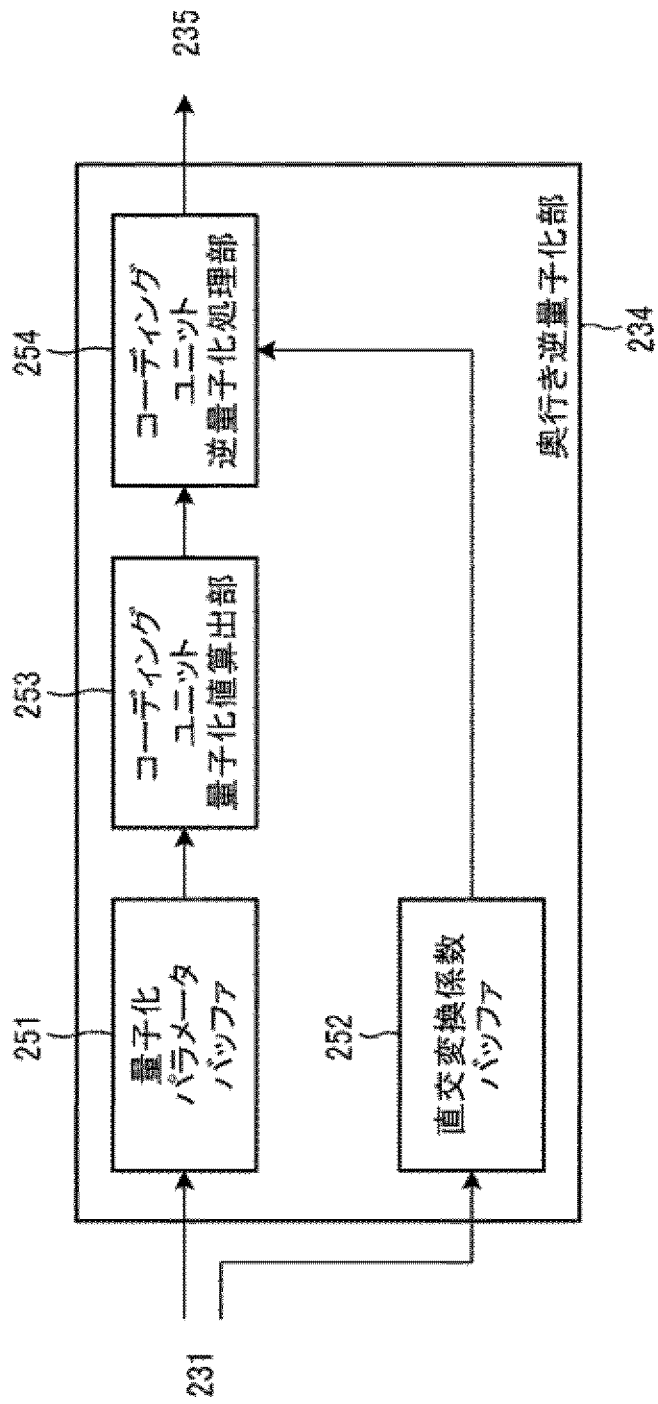 231
251
量子化
パラメータ
バッファ
253
コーディング
ユニット
量子化値算出部
254
コーディング
ユニット
逆量子化処理部
235
252
直交変換係数
バッファ
奥行き逆量子化部
234